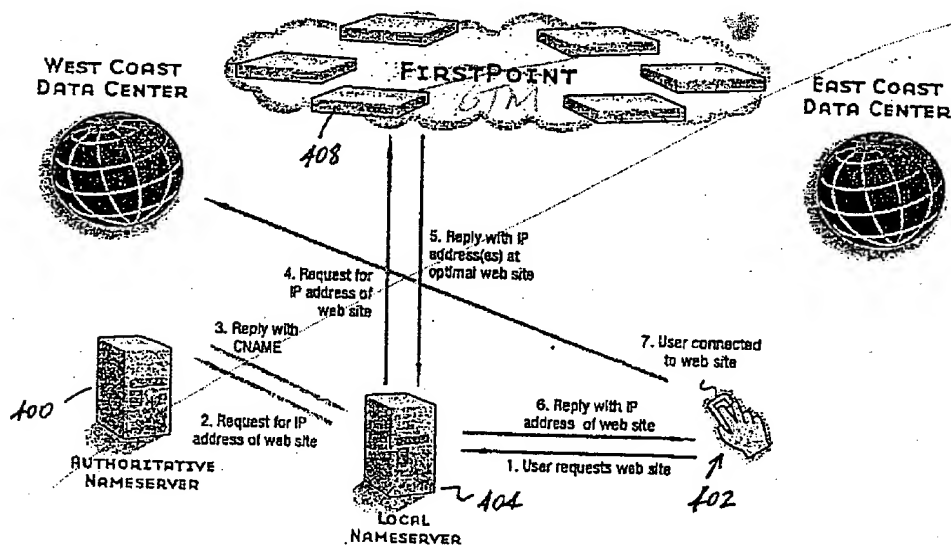 WEST COAST
DATA CENTER
FIRSTPOINT
GTM
EAST COAST
DATA CENTER
408
5. Reply with IP
address(es) at
optimal web site
4. Request for
IP address of
web site
3. Reply with
CNAME
7. User connected
to web site
400
2. Request for IP
address of web site
6. Reply with IP
address of web site
1. User requests web site
AUTHORITATIVE
NAMESERVER
404
402
LOCAL
NAMESERVER